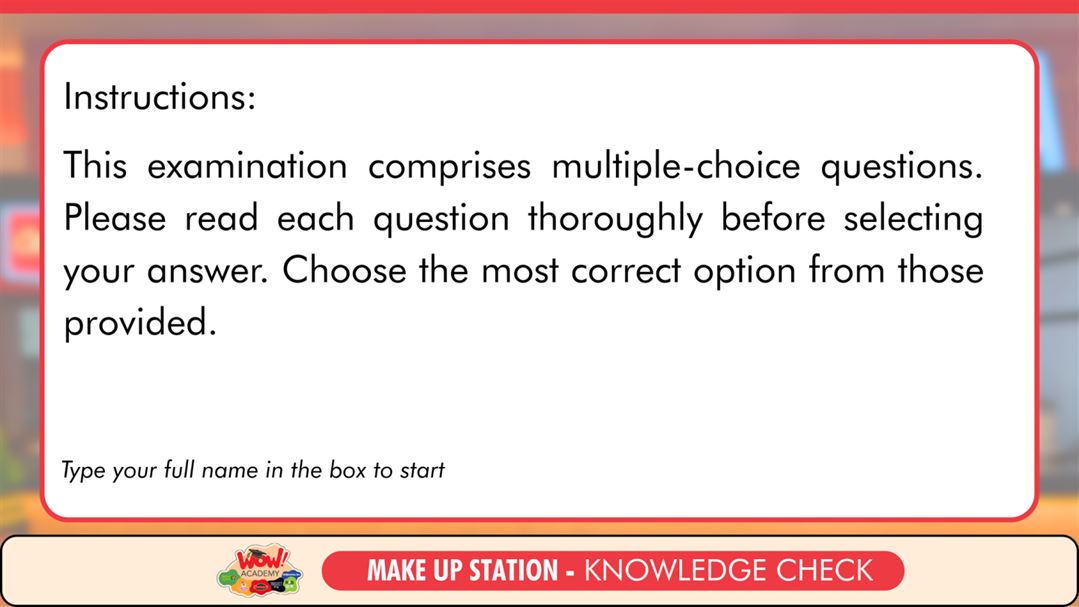 Instructions:
This examination comprises multiple-choice questions.
Please read each question thoroughly before selecting
your answer. Choose the most correct option from those
provided.
Type your full name in the box to start
WOW!
ACADEMY
MAKE UP STATION - KNOWLEDGE CHECK